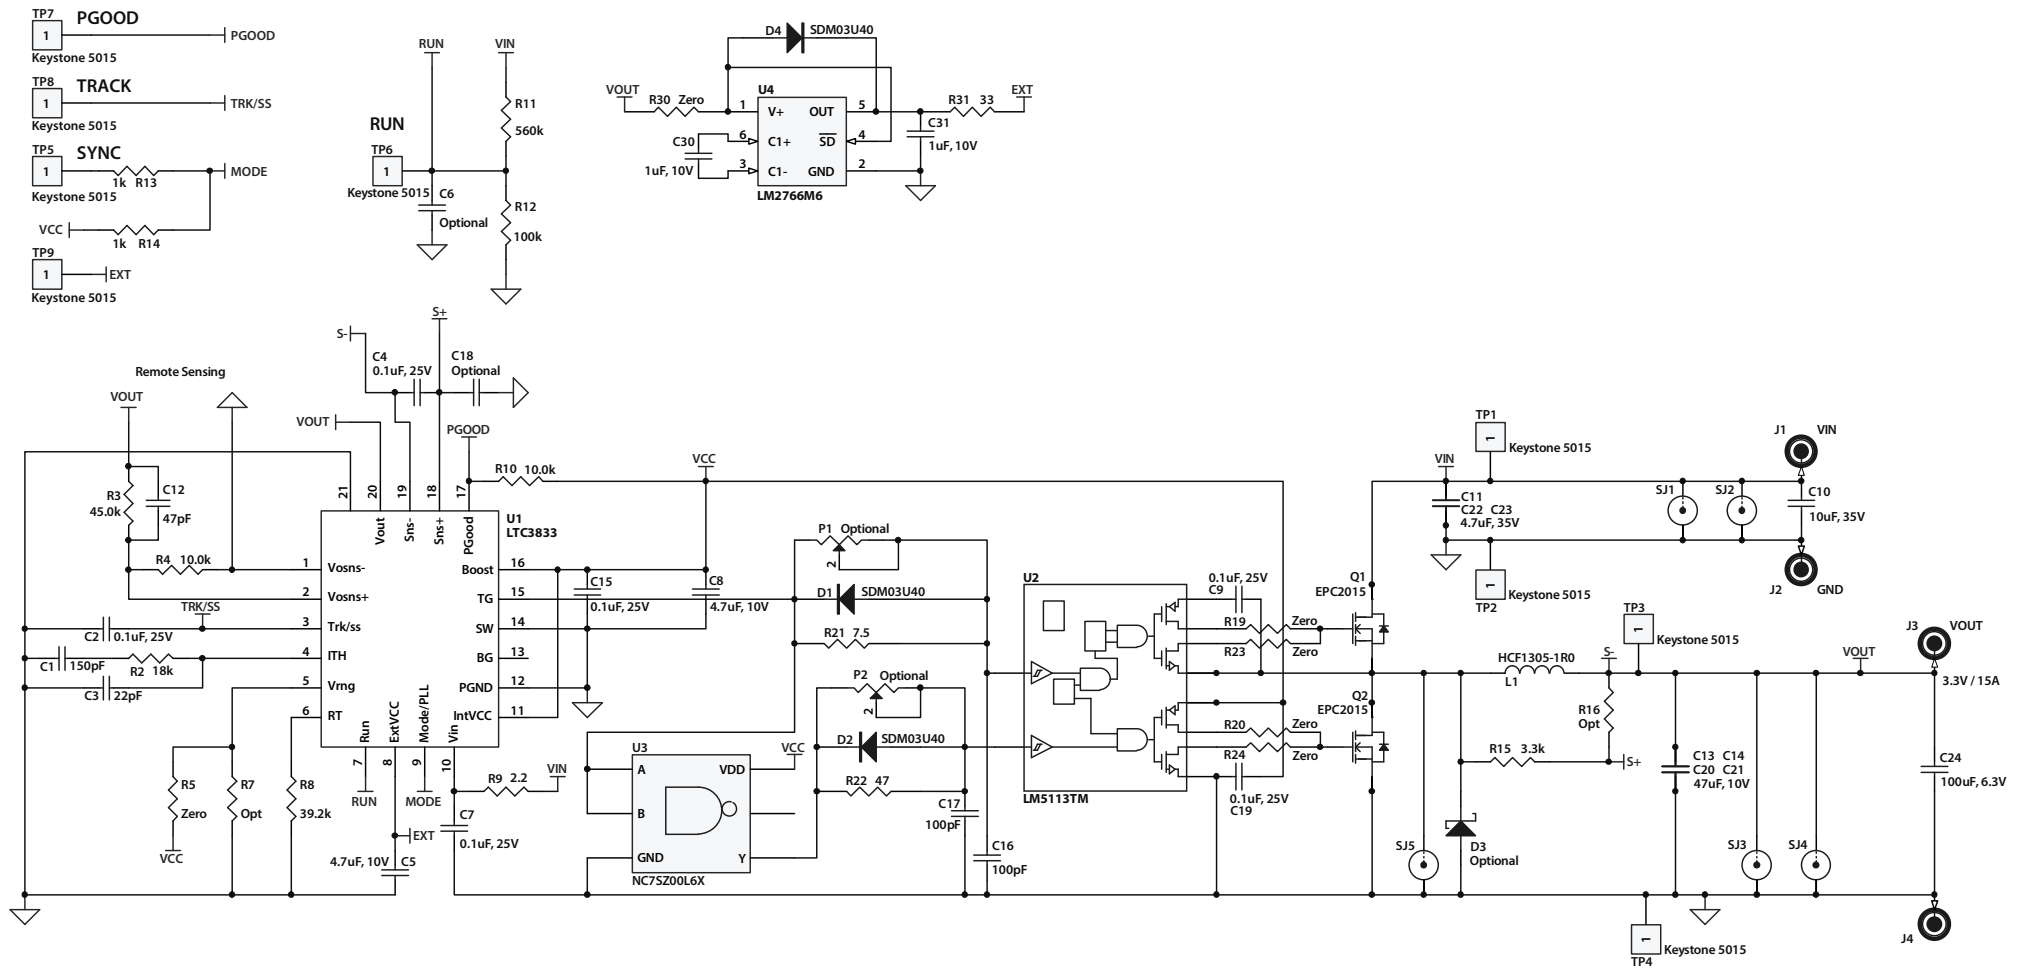 TP7
PGOOD
1
PGOOD
Keystone 5015
TP8
TRACK
1
TRK/SS
Keystone 5015
TP5
SYNC
1
1k R13
MODE
Keystone 5015
VCC
1k R14
TP9
1
EXT
Keystone 5015
RUN
VIN
R11
560k
RUN
TP6
1
Keystone 5015
C6
Optional
R12
100k
D4
SDM03U40
VOUT
R30 Zero
U4
1
V+
OUT
5
R31 33
EXT
C30
1uF, 10V
6
C1+
SD
4
C31
1uF, 10V
3
C1-
GND
2
LM2766M6
S+
S-
C4
0.1uF, 25V
C18
Optional
Remote Sensing
VOUT
VOUT
PGOOD
R10 10.0k
VCC
R3
45.0k
C12
47pF
R4 10.0k
21
20
19
18
17
Vout
Sns-
Sns+
PGood
U1
LTC3833
1
Vosns-
2
Vosns+
TRK/SS
C2
0.1uF, 25V
3
Trk/ss
C1
150pF
R2 18k
4
ITH
C3
22pF
5
Vrng
6
RT
Boost
16
TG
15
SW
14
BG
13
PGND
12
IntVCC
11
Run
ExtVCC
Mode/PLL
Vin
7
8
9
10
RUN
MODE
R9 2.2
VIN
R5
Zero
VCC
R7
Opt
R8
39.2k
EXT
4.7uF, 10V
C5
C7
0.1uF, 25V
C15
0.1uF, 25V
C8
4.7uF, 10V
P1 Optional
2
D1
SDM03U40
R21 7.5
P2 Optional
2
D2
SDM03U40
R22 47
C17
100pF
C16
100pF
U3
A
VDD
VCC
B
GND
Y
NC7SZ00L6X
U2
LM5113TM
0.1uF, 25V
C9
R19
Zero
R23
Zero
R20
Zero
R24
Zero
0.1uF, 25V
C19
Q1
EPC2015
Q2
EPC2015
TP1
1
Keystone 5015
VIN
C11
C22 C23
4.7uF, 35V
SJ1
SJ2
J1
VIN
C10
10uF, 35V
1
TP2
Keystone 5015
J2
GND
TP3
1
Keystone 5015
HCF1305-1R0
L1
S-
VOUT
J3
VOUT
3.3V / 15A
R16
Opt
R15 3.3k
S+
C13 C14
C20 C21
47uF, 10V
C24
100uF, 6.3V
SJ5
D3
Optional
SJ3
SJ4
1
TP4
Keystone 5015
J4